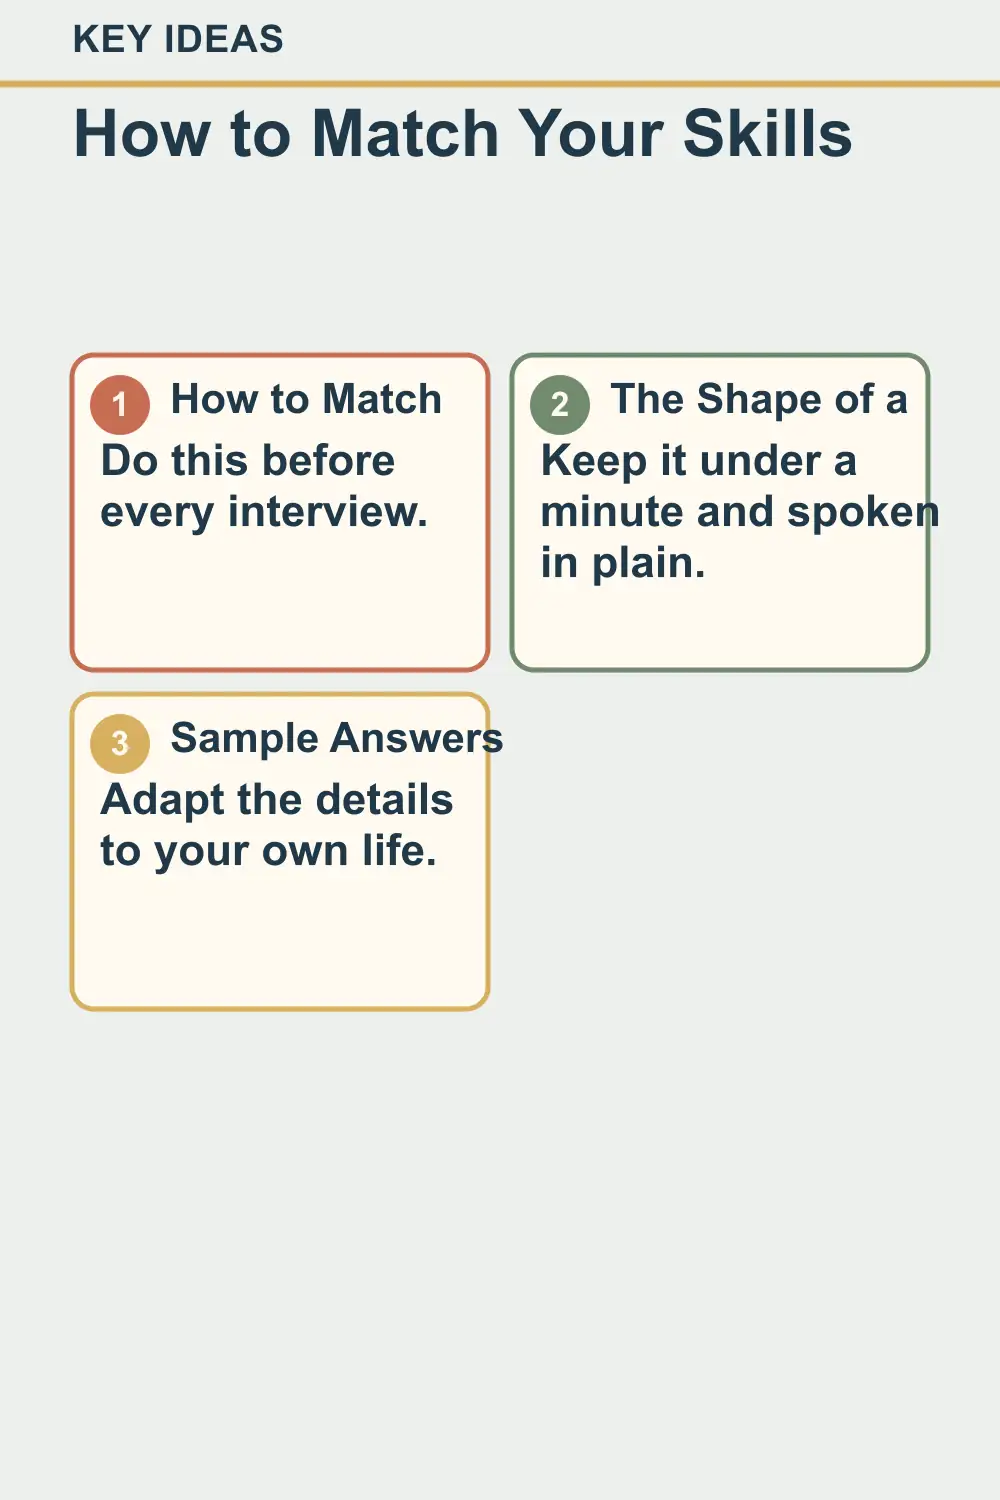 KEY IDEAS
How to Match Your Skills
1 How to Match
Do this before
every interview.
2 The Shape of a
Keep it under a
minute and spoken
in plain.
3 Sample Answers
Adapt the details
to your own life.